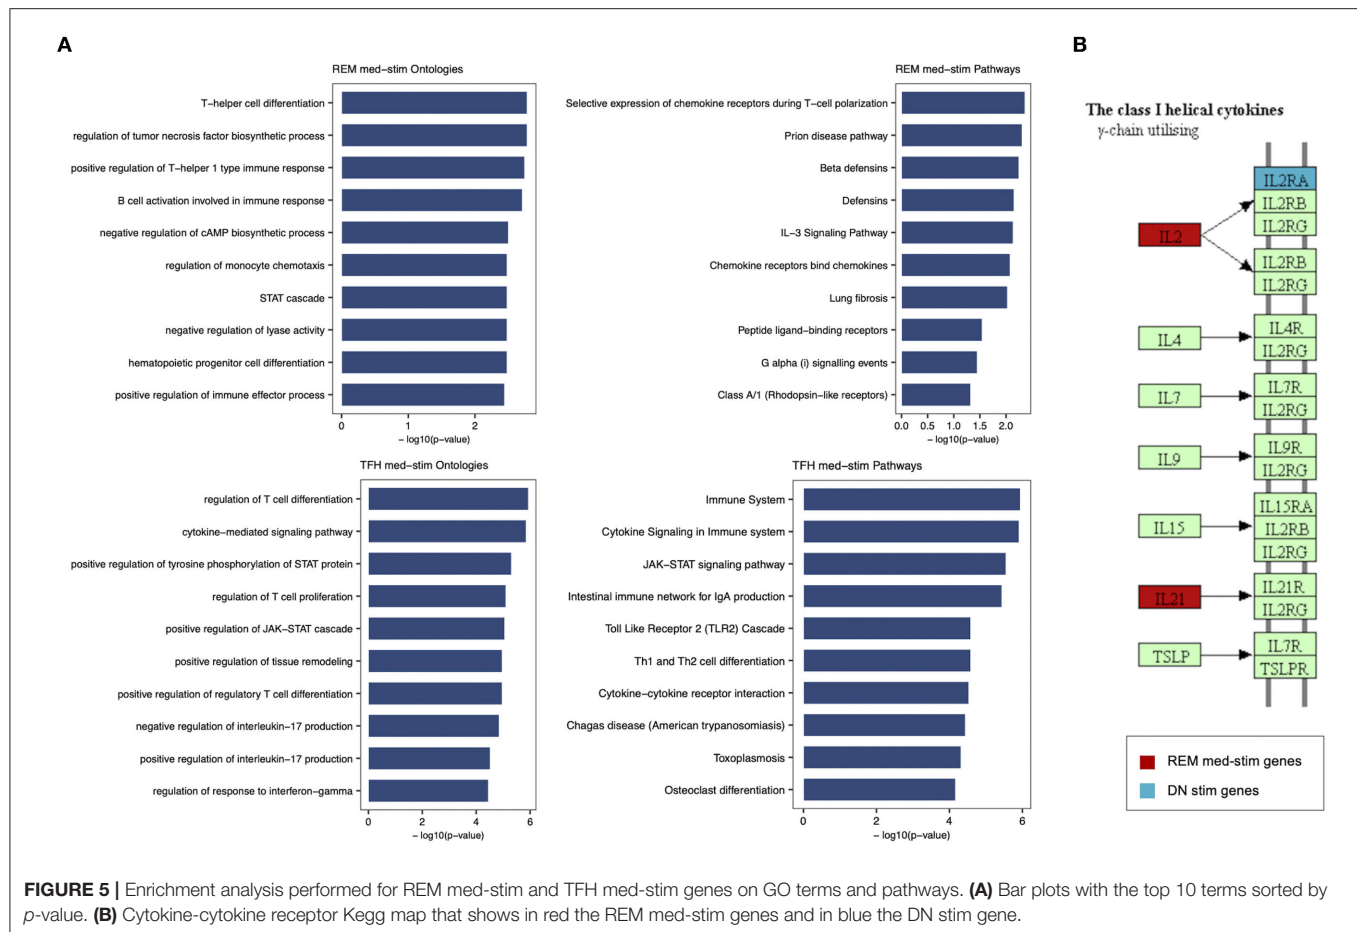 A
B
REM med-stim Ontologies
T-helper cell differentiation
regulation of tumor necrosis factor biosynthetic process
positive regulation of T-helper 1 type immune response
B cell activation involved in immune response
negative regulation of cAMP biosynthetic process
regulation of monocyte chemotaxis
STAT cascade
negative regulation of lyase activity
hematopoietic progenitor cell differentiation
positive regulation of immune effector process
0 1 2
− log10(p-value)
REM med-stim Pathways
Selective expression of chemokine receptors during T-cell polarization
Prion disease pathway
Beta defensins
Defensins
IL-3 Signaling Pathway
Chemokine receptors bind chemokines
Lung fibrosis
Peptide ligand-binding receptors
G alpha (i) signalling events
Class A/1 (Rhodopsin-like receptors)
0.0 0.5 1.0 1.5 2.0
− log10(p-value)
TFH med-stim Ontologies
regulation of T cell differentiation
cytokine-mediated signaling pathway
positive regulation of tyrosine phosphorylation of STAT protein
regulation of T cell proliferation
positive regulation of JAK-STAT cascade
positive regulation of tissue remodeling
positive regulation of regulatory T cell differentiation
negative regulation of interleukin-17 production
positive regulation of interleukin-17 production
regulation of response to interferon-gamma
0 2 4 6
− log10(p-value)
TFH med-stim Pathways
Immune System
Cytokine Signaling in Immune system
JAK-STAT signaling pathway
Intestinal immune network for IgA production
Toll Like Receptor 2 (TLR2) Cascade
Th1 and Th2 cell differentiation
Cytokine-cytokine receptor interaction
Chagas disease (American trypanosomiasis)
Toxoplasmosis
Osteoclast differentiation
0 2 4 6
− log10(p-value)
The class I helical cytokines
γ-chain utilising
IL2RA
IL2RB
IL2 IL2RG
IL2RB
IL2RG
IL4 IL4R
IL2RG
IL7 IL7R
IL2RG
IL9 IL9R
IL2RG
IL15RA
IL15 IL2RB
IL2RG
IL21 IL21R
IL2RG
TSLP IL7R
TSLPR
REM med-stim genes
DN stim genes
FIGURE 5 | Enrichment analysis performed for REM med-stim and TFH med-stim genes on GO terms and pathways. (A) Bar plots with the top 10 terms sorted by
p-value. (B) Cytokine-cytokine receptor Kegg map that shows in red the REM med-stim genes and in blue the DN stim gene.